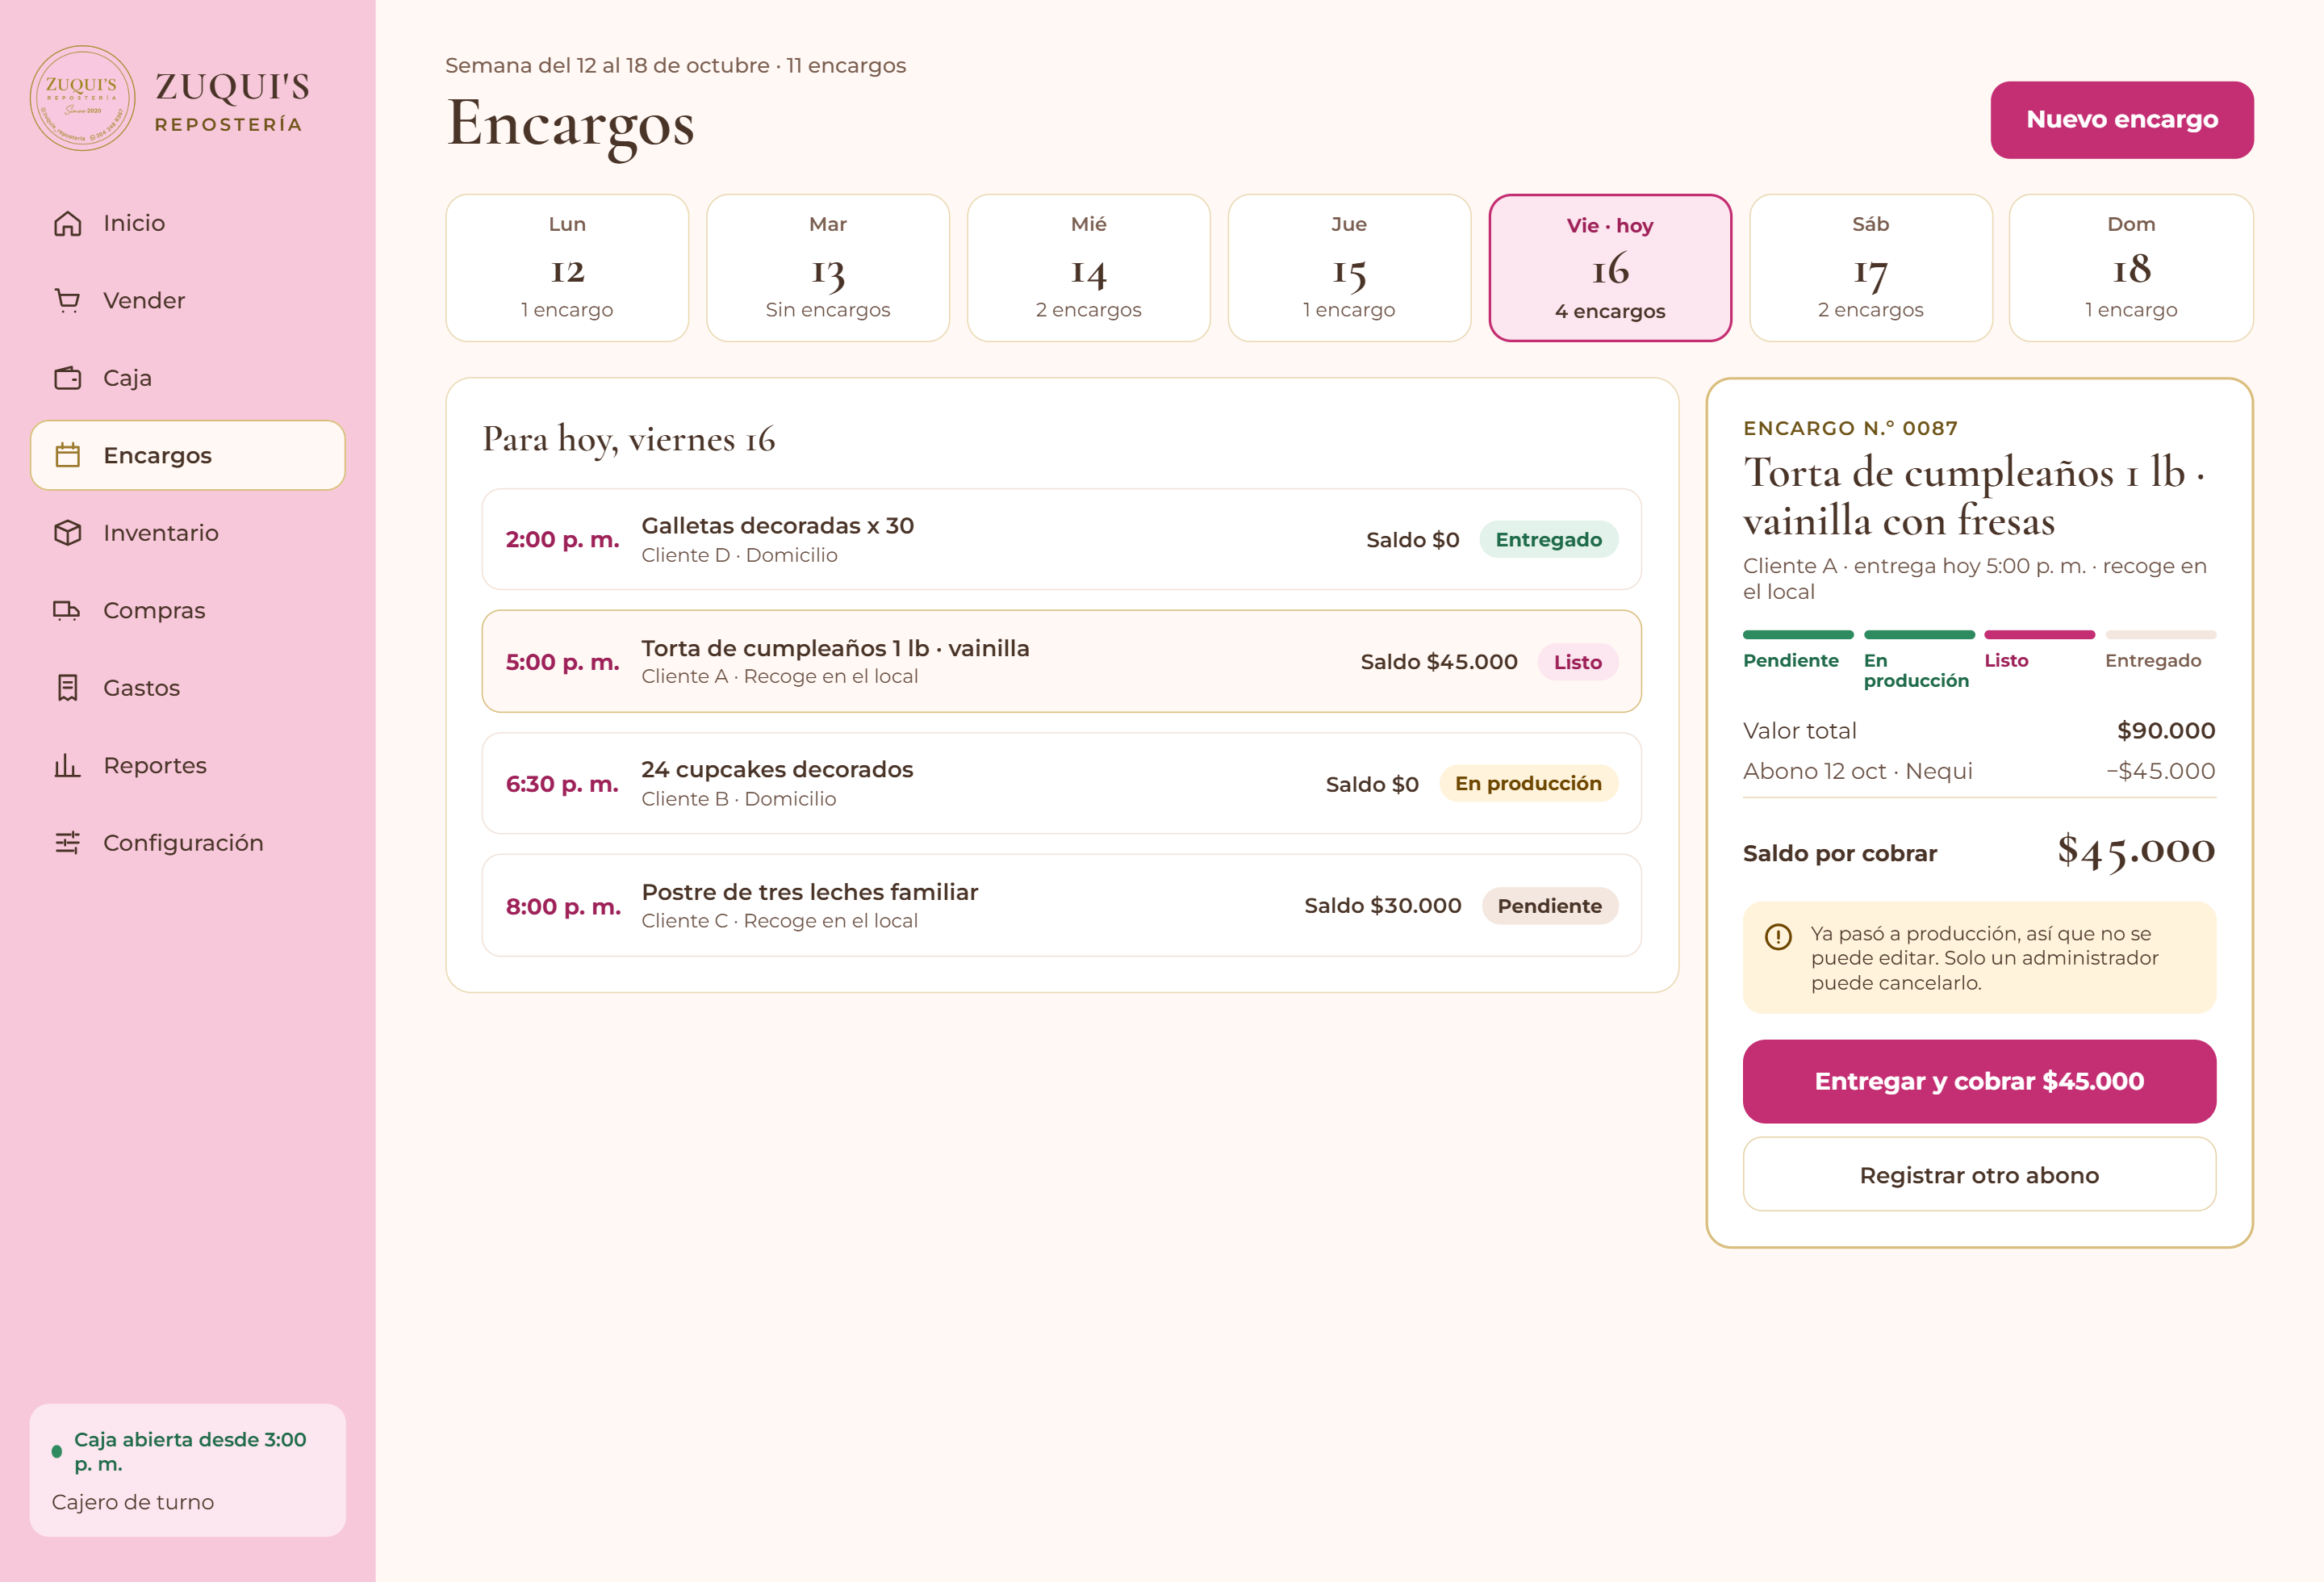 ZUQUI'S
REPOSTERÍA
Since 2020
ZUQUI'S
REPOSTERÍA
Inicio
Vender
Caja
Encargos
Inventario
Compras
Gastos
Reportes
Configuración
Caja abierta desde 3:00
p. m.
Cajero de turno
Semana del 12 al 18 de octubre · 11 encargos
Encargos
Nuevo encargo
Lun
12
1 encargo
Mar
13
Sin encargos
Mié
14
2 encargos
Jue
15
1 encargo
Vie · hoy
16
4 encargos
Sáb
17
2 encargos
Dom
18
1 encargo
Para hoy, viernes 16
2:00 p. m.
Galletas decoradas x 30
Cliente D · Domicilio
Saldo $0
Entregado
5:00 p. m.
Torta de cumpleaños 1 lb · vainilla
Cliente A · Recoge en el local
Saldo $45.000
Listo
6:30 p. m.
24 cupcakes decorados
Cliente B · Domicilio
Saldo $0
En producción
8:00 p. m.
Postre de tres leches familiar
Cliente C · Recoge en el local
Saldo $30.000
Pendiente
ENCARGO N.º 0087
Torta de cumpleaños 1 lb ·
vainilla con fresas
Cliente A · entrega hoy 5:00 p. m. · recoge en
el local
Pendiente
En
producción
Listo
Entregado
Valor total
$90.000
Abono 12 oct · Nequi
−$45.000
Saldo por cobrar
$45.000
Ya pasó a producción, así que no se
puede editar. Solo un administrador
puede cancelarlo.
Entregar y cobrar $45.000
Registrar otro abono